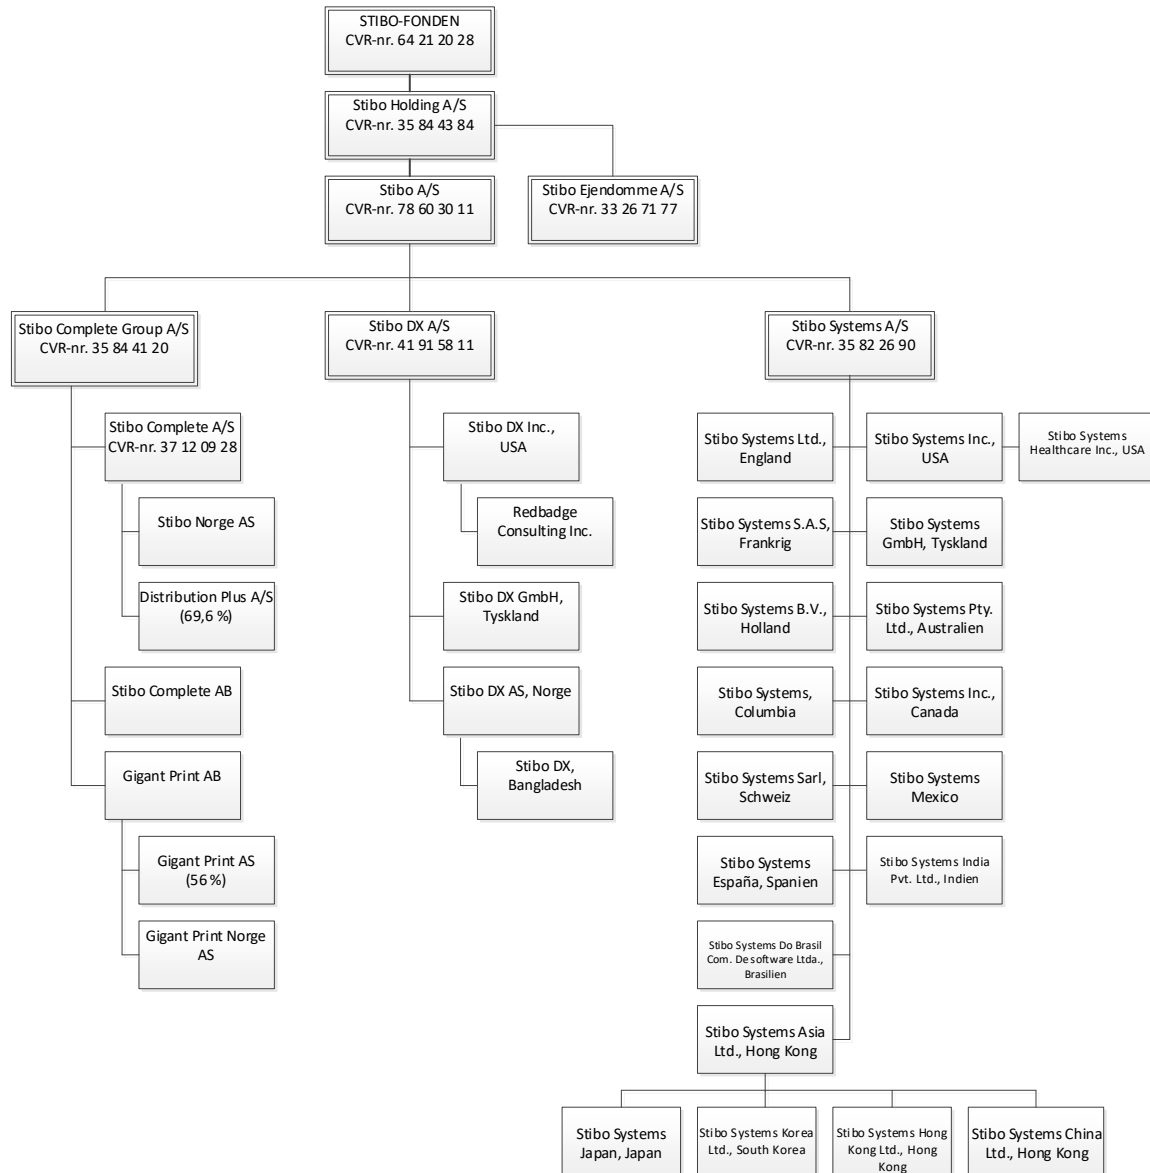 STIBO-FONDEN
CVR-nr. 64 21 20 28
Stibo Holding A/S
CVR-nr. 35 84 43 84
Stibo A/S
CVR-nr. 78 60 30 11
Stibo Ejendomme A/S
CVR-nr. 33 26 71 77
Stibo Complete Group A/S
CVR-nr. 35 84 41 20
Stibo DX A/S
CVR-nr. 41 91 58 11
Stibo Systems A/S
CVR-nr. 35 82 26 90
Stibo Complete A/S
CVR-nr. 37 12 09 28
Stibo Norge AS
Distribution Plus A/S
(69,6 %)
Stibo Complete AB
Gigant Print AB
Gigant Print AS
(56 %)
Gigant Print Norge
AS
Stibo DX Inc.,
USA
Redbadge
Consulting Inc.
Stibo DX GmbH,
Tyskland
Stibo DX AS, Norge
Stibo DX,
Bangladesh
Stibo Systems Ltd.,
England
Stibo Systems Inc.,
USA
Stibo Systems
Healthcare Inc., USA
Stibo Systems S.A.S,
Frankrig
Stibo Systems
GmbH, Tyskland
Stibo Systems B.V.,
Holland
Stibo Systems Pty.
Ltd., Australien
Stibo Systems,
Columbia
Stibo Systems Inc.,
Canada
Stibo Systems Sarl,
Schweiz
Stibo Systems
Mexico
Stibo Systems
España, Spanien
Stibo Systems India
Pvt. Ltd., Indien
Stibo Systems Do Brasil
Com. De software Ltda.,
Brasilien
Stibo Systems Asia
Ltd., Hong Kong
Stibo Systems
Japan, Japan
Stibo Systems Korea
Ltd., South Korea
Stibo Systems Hong
Kong Ltd., Hong
Kong
Stibo Systems China
Ltd., Hong Kong